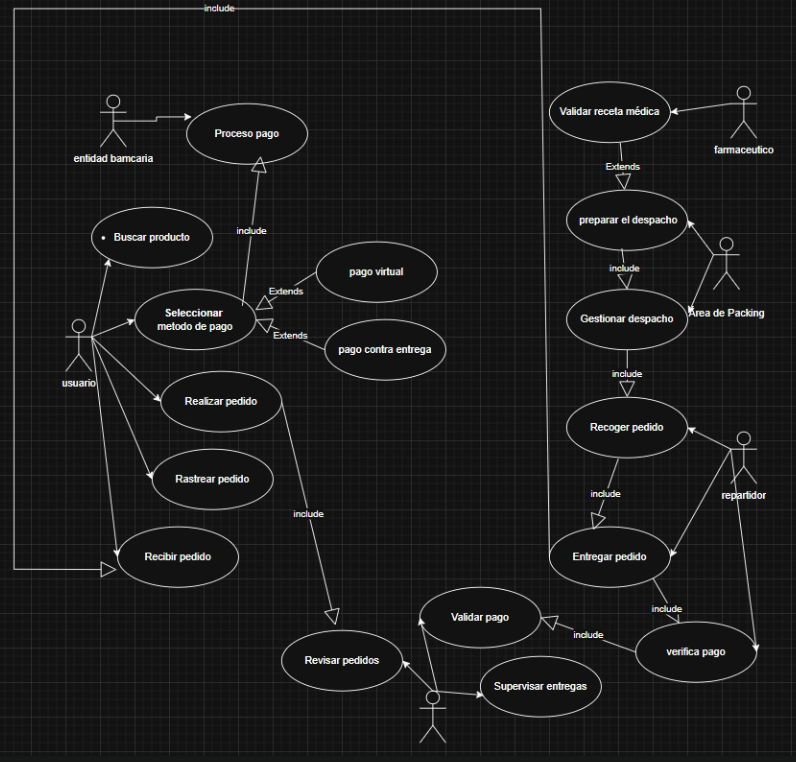 include
Proceso pago
entidad bamcaria
Validar receta médica
farmaceutico
Extends
include
• Buscar producto
preparar el despacho
pago virtual
include
Extends
Seleccionar
metodo de pago
Gestionar despacho
Área de Packing
Extends
pago contra entrega
usuario
include
Realizar pedido
Recoger pedido
Rastrear pedido
include
repartidor
include
Recibir pedido
Entregar pedido
include
Validar pago
include
verifica pago
Revisar pedidos
Supervisar entregas